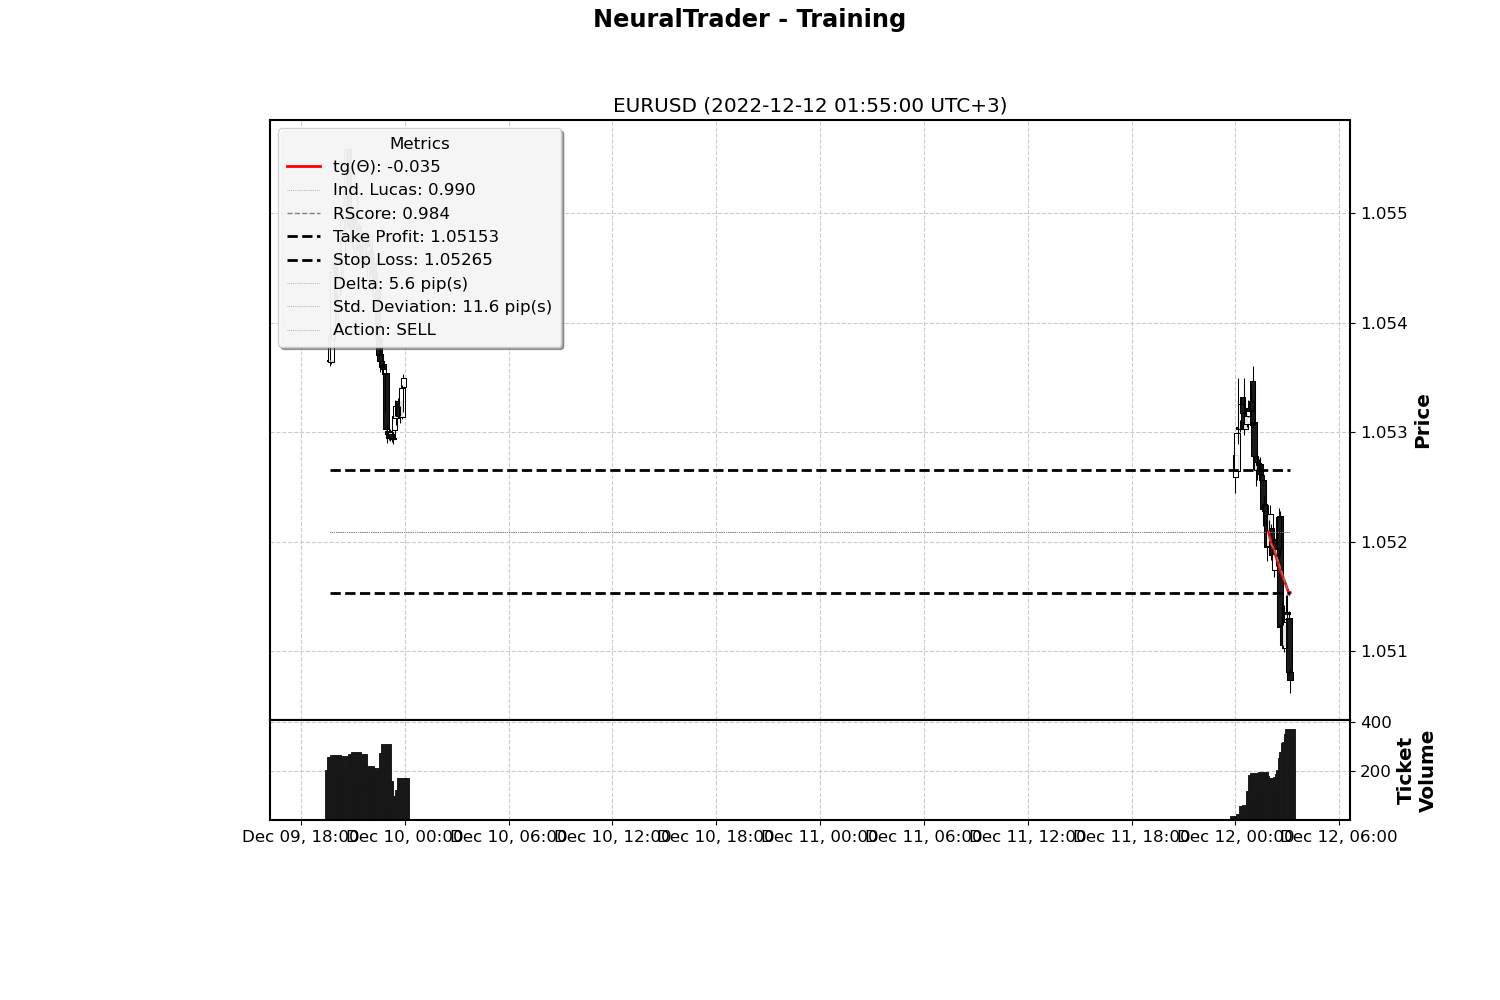 NeuralTrader - Training
EURUSD (2022-12-12 01:55:00 UTC+3)
Metrics
tg(Θ): -0.035
Ind. Lucas: 0.990
RScore: 0.984
Take Profit: 1.05153
Stop Loss: 1.05265
Delta: 5.6 pip(s)
Std. Deviation: 11.6 pip(s)
Action: SELL
1.055
1.054
1.053
1.052
1.051
Price
400
200
Ticket
Volume
Dec 09, 18:00
Dec 10, 00:00
Dec 10, 06:00
Dec 10, 12:00
Dec 10, 18:00
Dec 11, 00:00
Dec 11, 06:00
Dec 11, 12:00
Dec 11, 18:00
Dec 12, 00:00
Dec 12, 06:00